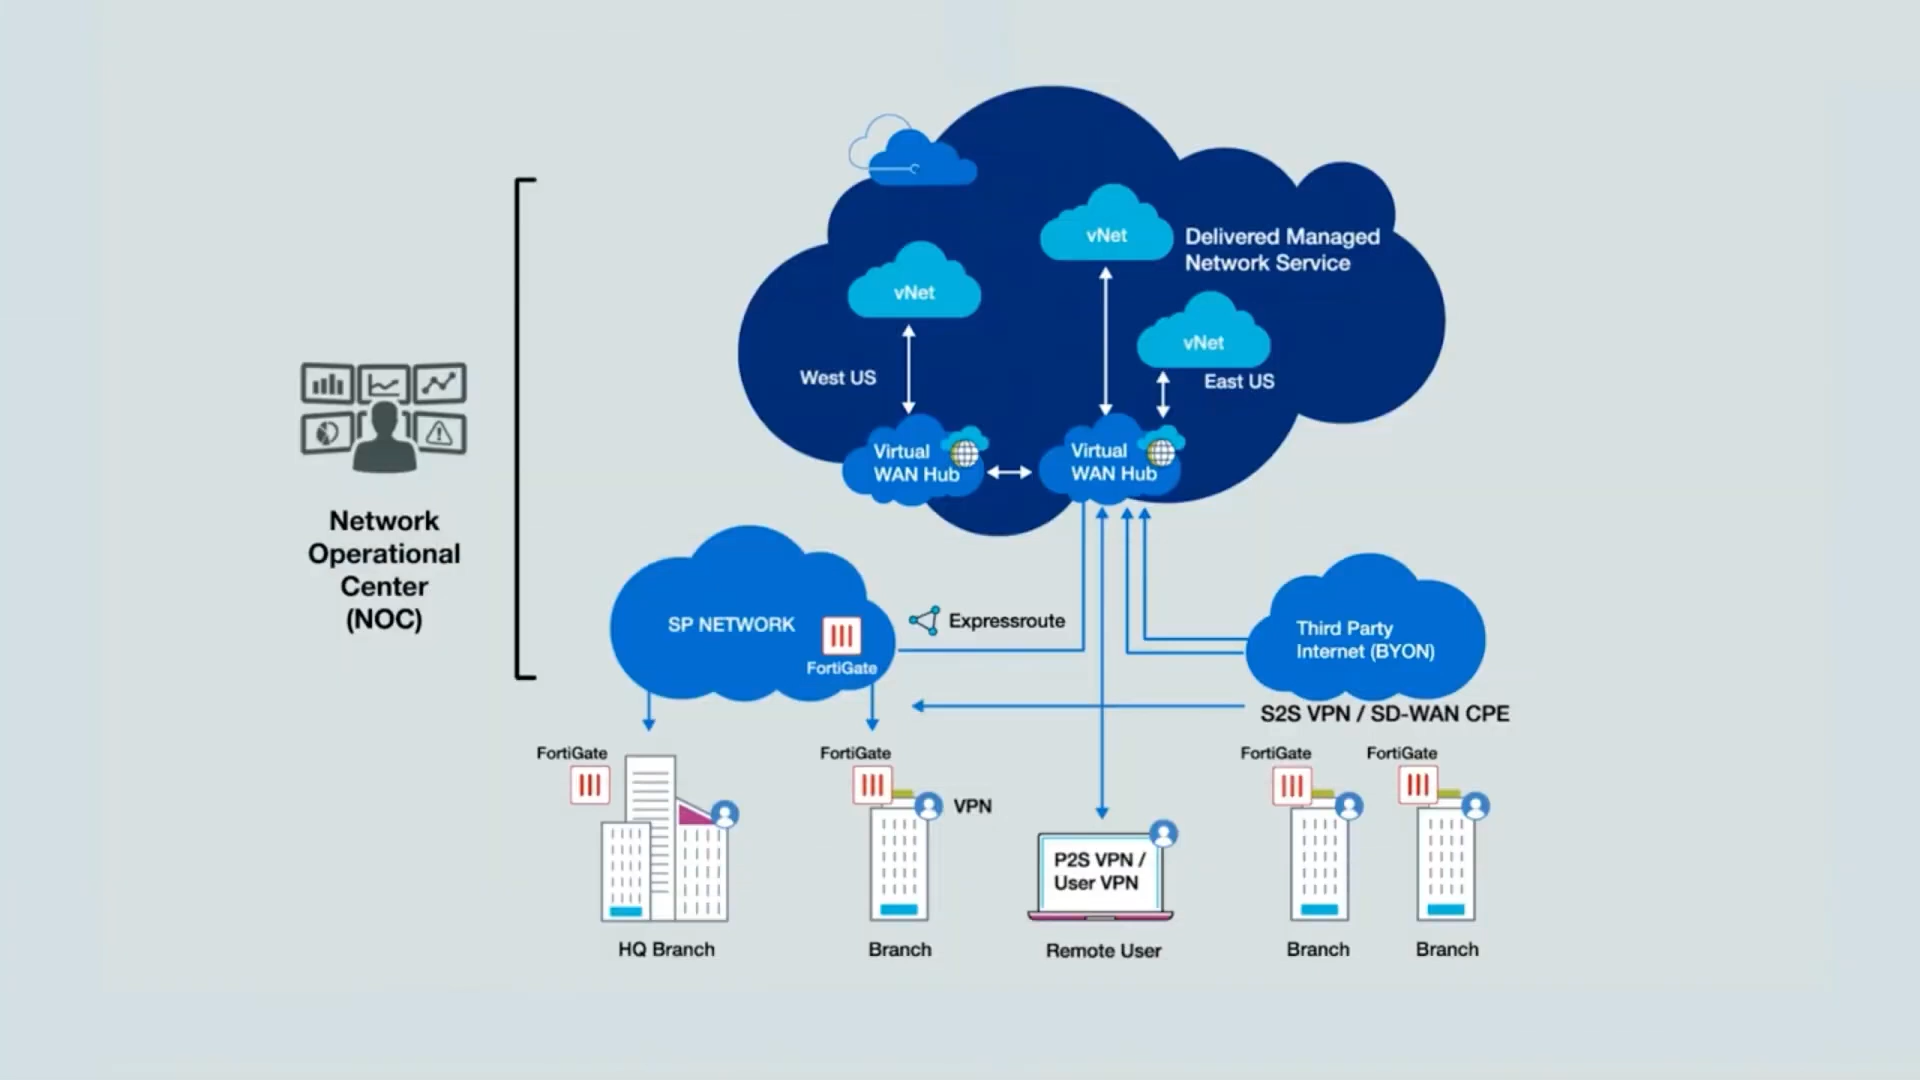 vNet
Delivered Managed
Network Service
vNet
vNet
West US
East US
Virtual
WAN Hub
Virtual
WAN Hub
Network
Operational
Center
(NOC)
SP NETWORK
FortiGate
Expressroute
Third Party
Internet (BYON)
S2S VPN / SD-WAN CPE
FortiGate
FortiGate
VPN
P2S VPN /
User VPN
FortiGate
FortiGate
HQ Branch
Branch
Remote User
Branch
Branch